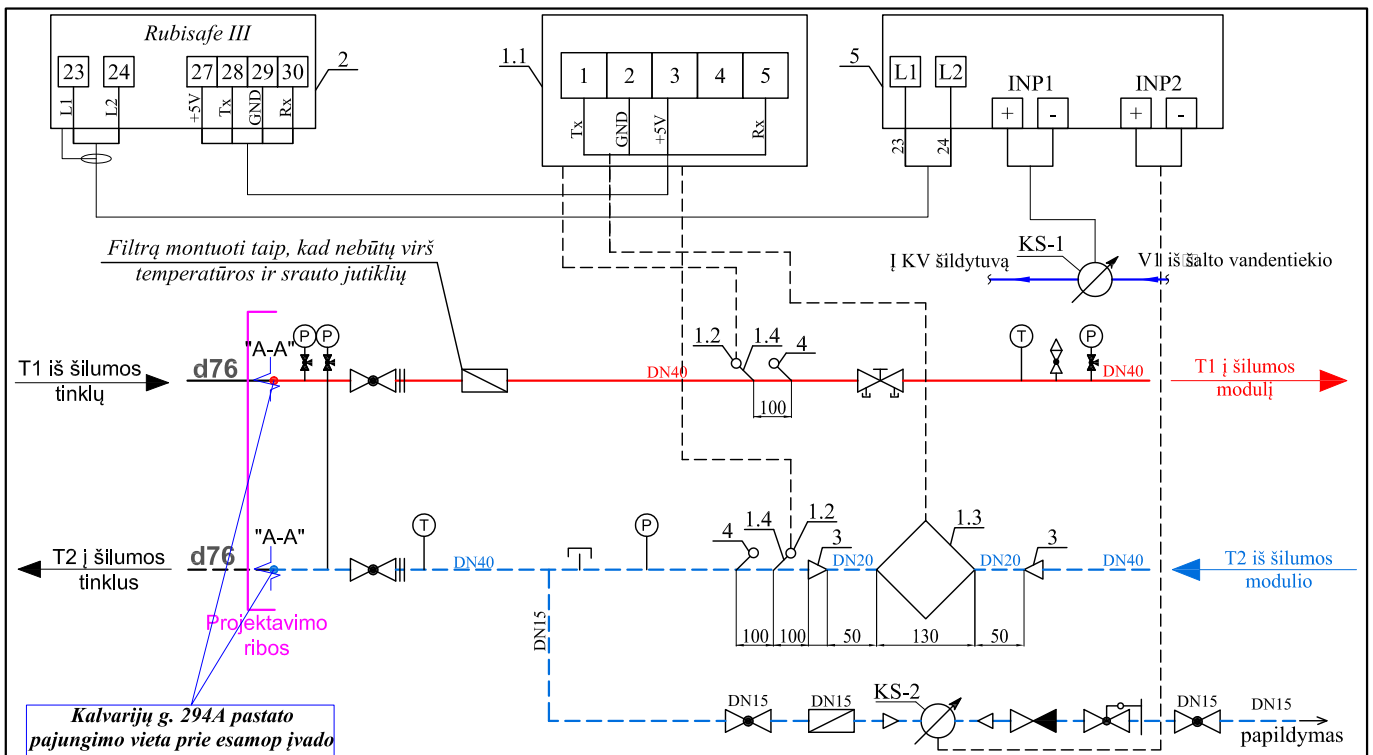 Rubisafe III
23 24 27 28 29 30
L1 L2 +5V Tx GND Rx
2
1.1
1 2 3 4 5
Tx GND +5V Rx
5
L1 L2
INP1 INP2
+ - + -
23 24
Filtrą montuoti taip, kad nebūtų virš
temperatūros ir srauto jutiklių
KS-1
Į KV šildytuvą
V1 iš šalto vandentiekio
"A-A"
P P
d76
T1 iš šilumos
tinklų
DN40
1.2 1.4 4
100
T P
DN40
T1 į šilumos
modulį
"A-A"
d76
T2 į šilumos
tinklus
T
DN40
P
4 1.4 1.2 3
DN20
1.3
DN20
3
DN40
T2 iš šilumos
modulio
Projektavimo
ribos
DN15
100 100 50 130 50
DN15 DN15 KS-2 DN15 DN15
papildymas
Kalvarijų g. 294A pastato
pajungimo vieta prie esamop įvado